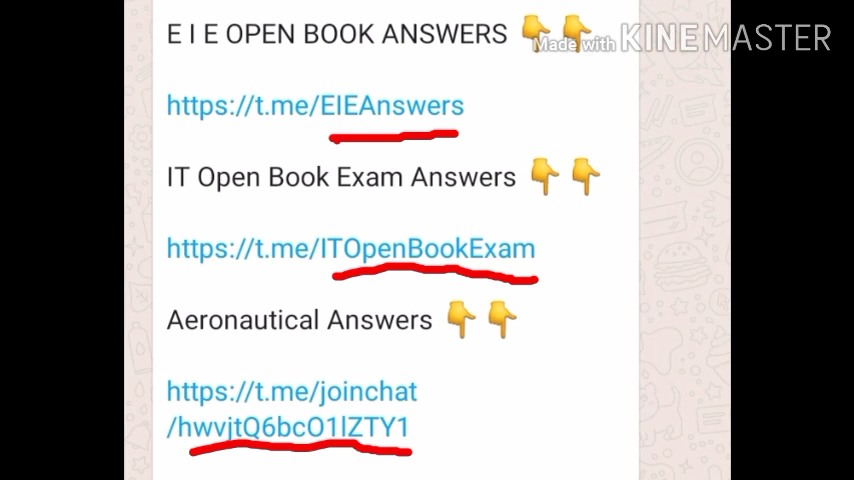 E I E OPEN BOOK ANSWERS 👇👇
Made with KINEMASTER
https://t.me/EIEAnswers
IT Open Book Exam Answers 👇👇
https://t.me/ITOpenBookExam
Aeronautical Answers 👇👇
https://t.me/joinchat
/hwvjtQ6bcO1lZTY1